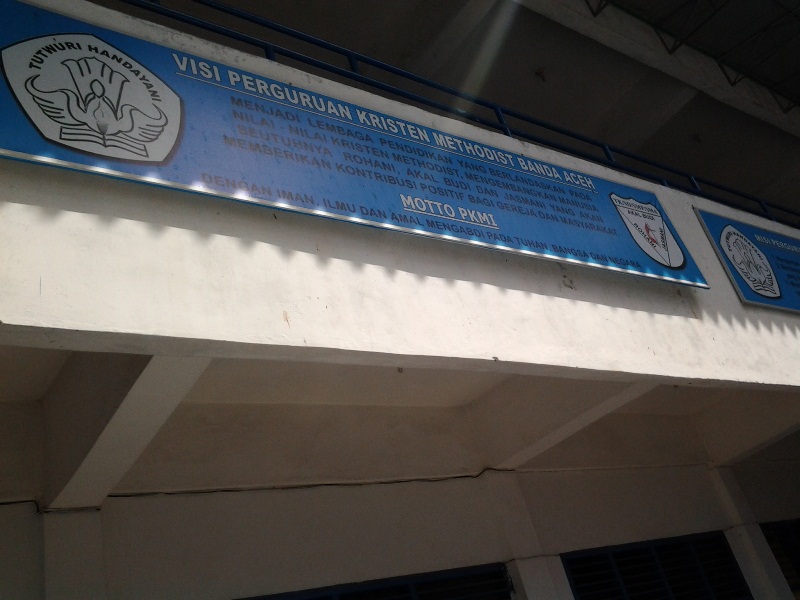 TUTWURI HANDAYANI
VISI PERGURUAN KRISTEN METHODIST BANDA ACEH
MENJADI LEMBAGA PENDIDIKAN YANG BERLANDASKAN PADA
NILAI - NILAI KRISTEN METHODIST, MENGEMBANGKAN MANUSIA
SEUTUHNYA ROHANI, AKAL BUDI DAN JASMANI YANG AKAN
MEMBERIKAN KONTRIBUSI POSITIF BAGI GEREJA DAN MASYARAKAT
MOTTO PKMI
DENGAN IMAN, ILMU DAN AMAL MENGABDI PADA TUHAN BANGSA DAN NEGARA
AKAL BUDI